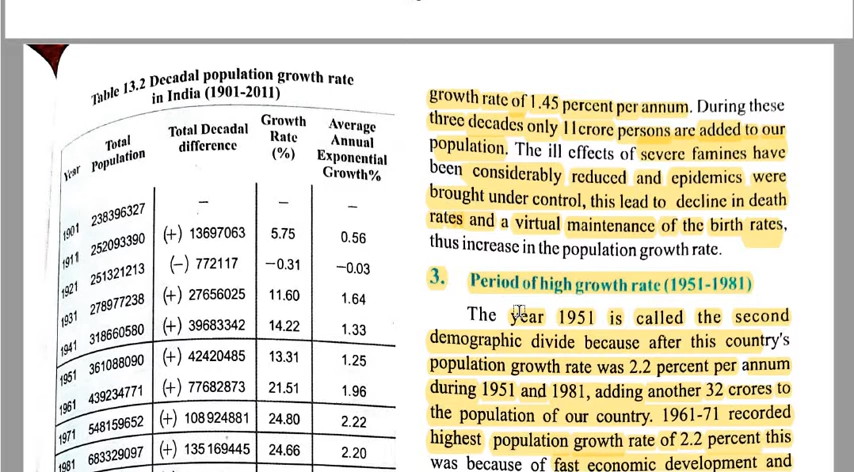 Table 13.2 Decadal population growth rate
in India (1901-2011)
Year Total Population Total Decadal difference Growth Rate (%) Average Annual Exponential Growth%
1901 238396327 – – –
1911 252093390 (+) 13697063 5.75 0.56
1921 251321213 (–) 772117 –0.31 –0.03
1931 278977238 (+) 27656025 11.60 1.64
1941 318660580 (+) 39683342 14.22 1.33
1951 361088090 (+) 42420485 13.31 1.25
1961 439234771 (+) 77682873 21.51 1.96
1971 548159652 (+) 108924881 24.80 2.22
1981 683329097 (+) 135169445 24.66 2.20
growth rate of 1.45 percent per annum. During these
three decades only 11crore persons are added to our
population. The ill effects of severe famines have
been considerably reduced and epidemics were
brought under control, this lead to decline in death
rates and a virtual maintenance of the birth rates,
thus increase in the population growth rate.
3. Period of high growth rate (1951-1981)
The year 1951 is called the second
demographic divide because after this country's
population growth rate was 2.2 percent per annum
during 1951 and 1981, adding another 32 crores to
the population of our country. 1961-71 recorded
highest population growth rate of 2.2 percent this
was because of fast economic development and